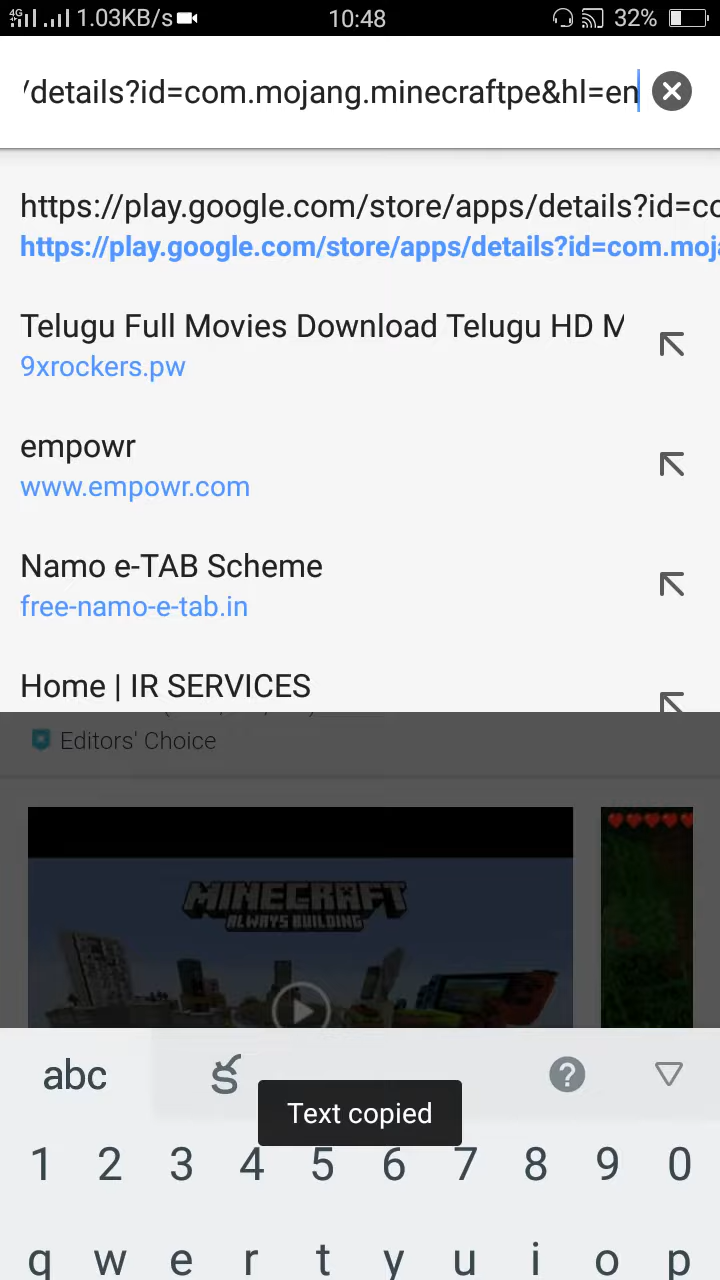 4G 1.03KB/s 10:48 32%
/details?id=com.mojang.minecraftpe&hl=en
https://play.google.com/store/apps/details?id=co
https://play.google.com/store/apps/details?id=com.moj
Telugu Full Movies Download Telugu HD M
9xrockers.pw
empowr
www.empowr.com
Namo e-TAB Scheme
free-namo-e-tab.in
Home | IR SERVICES
Editors' Choice
MINECRAFT
ALWAYS BUILDING
abc క ?
Text copied
1 2 3 4 5 6 7 8 9 0
q w e r t y u i o p